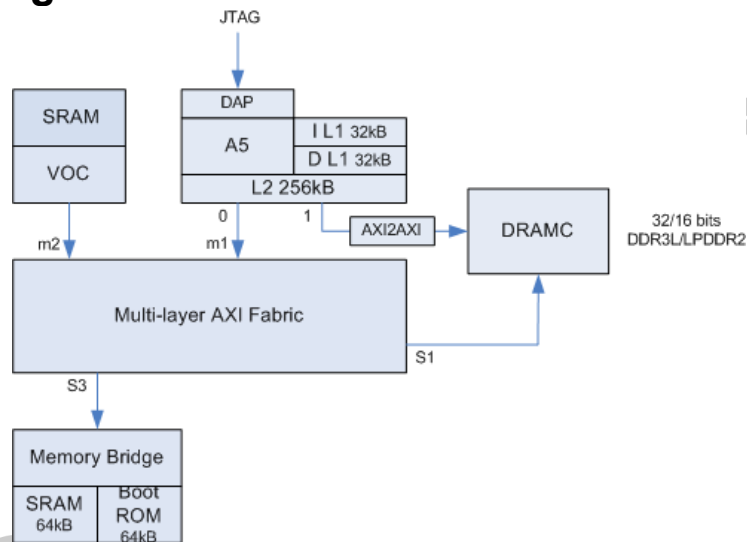 g
JTAG
SRAM
VOC
DAP
A5
I L1 32kB
D L1 32kB
L2 256kB
0
1
m2
m1
AXI2AXI
DRAMC
32/16 bits
DDR3L/LPDDR2
Multi-layer AXI Fabric
S1
S3
Memory Bridge
SRAM
64kB
Boot
ROM
64kB